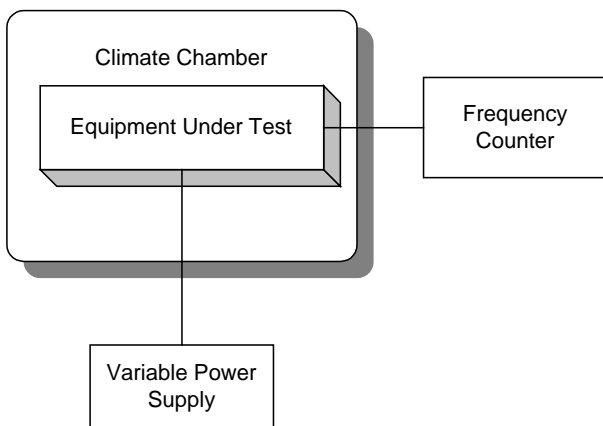 Climate Chamber
Equipment Under Test
Frequency
Counter
Variable Power
Supply